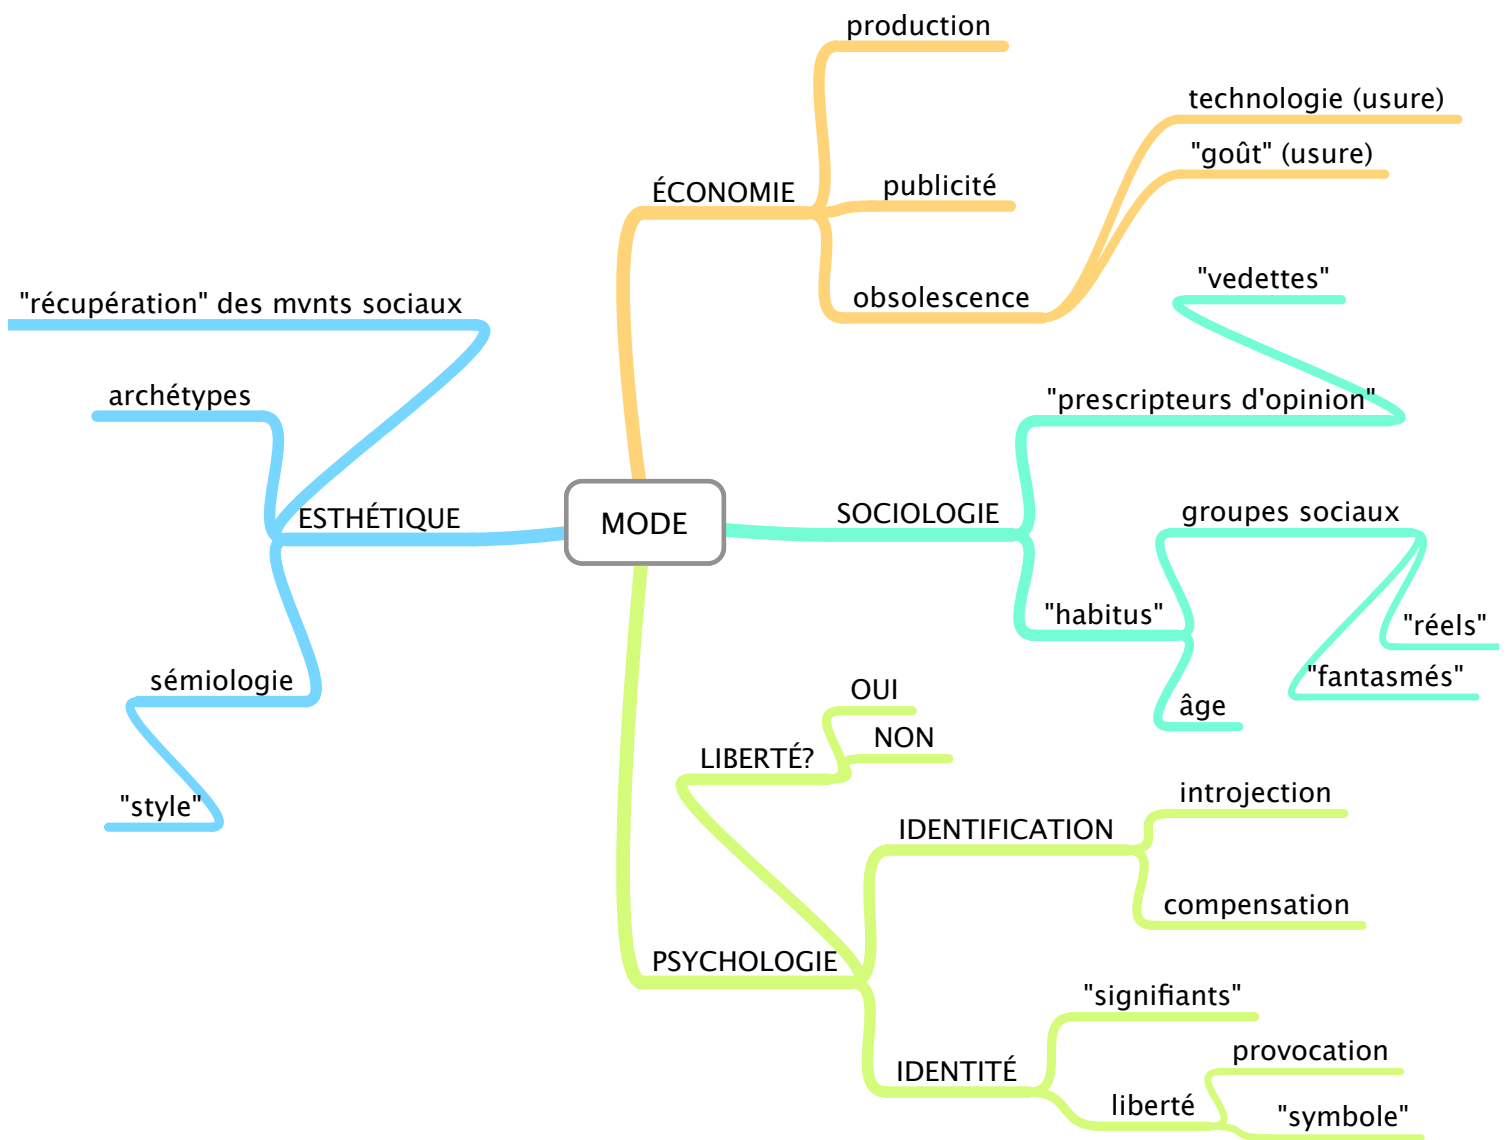 MODE
ÉCONOMIE
production
publicité
obsolescence
technologie (usure)
"goût" (usure)
SOCIOLOGIE
"prescripteurs d'opinion"
"vedettes"
"habitus"
groupes sociaux
"réels"
"fantasmés"
âge
PSYCHOLOGIE
LIBERTÉ?
OUI
NON
IDENTIFICATION
introjection
compensation
IDENTITÉ
"signifiants"
liberté
provocation
"symbole"
ESTHÉTIQUE
"récupération" des mvnts sociaux
archétypes
sémiologie
"style"